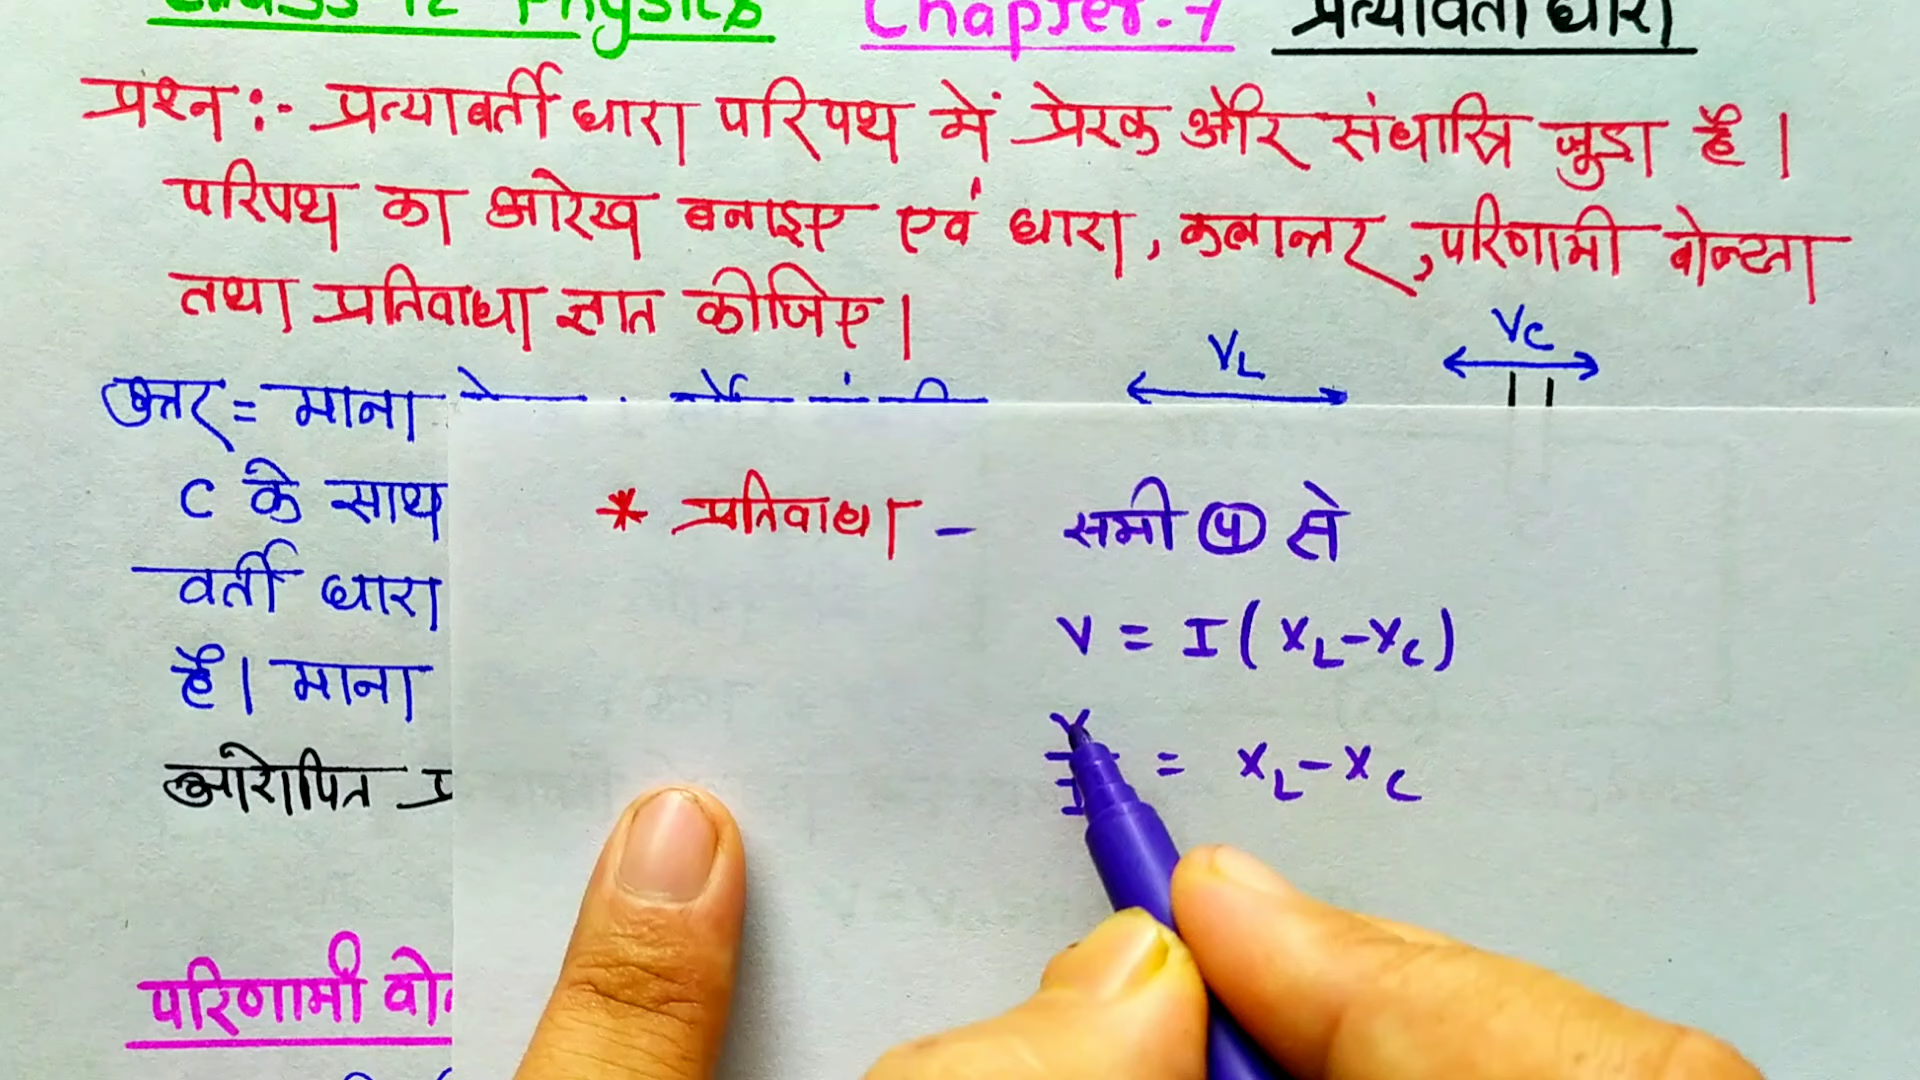 Class 12 Physics Chapter-7 प्रत्यावर्ती धारा
प्रश्न :- प्रत्यावर्ती धारा परिपथ में प्रेरक और संधारित्र जुड़ा है।
परिपथ का आरेख बनाइए एवं धारा, कलान्तर, परिणामी वोल्टता
तथा प्रतिबाधा ज्ञात कीजिए।
VL
VC
उत्तर = माना
C के साथ
वर्ती धारा
है। माना
आरोपित
* प्रतिबाधा - समी ④ से
V = I(XL-XC)
V/I = XL-XC
परिणामी